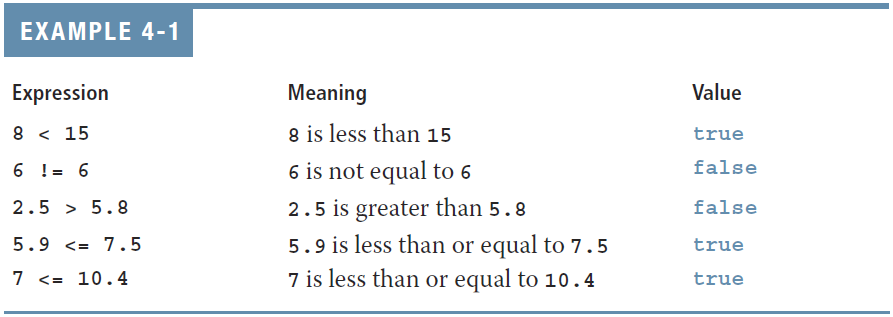 EXAMPLE 4-1
Expression Meaning Value
8 < 15 8 is less than 15 true
6 != 6 6 is not equal to 6 false
2.5 > 5.8 2.5 is greater than 5.8 false
5.9 <= 7.5 5.9 is less than or equal to 7.5 true
7 <= 10.4 7 is less than or equal to 10.4 true